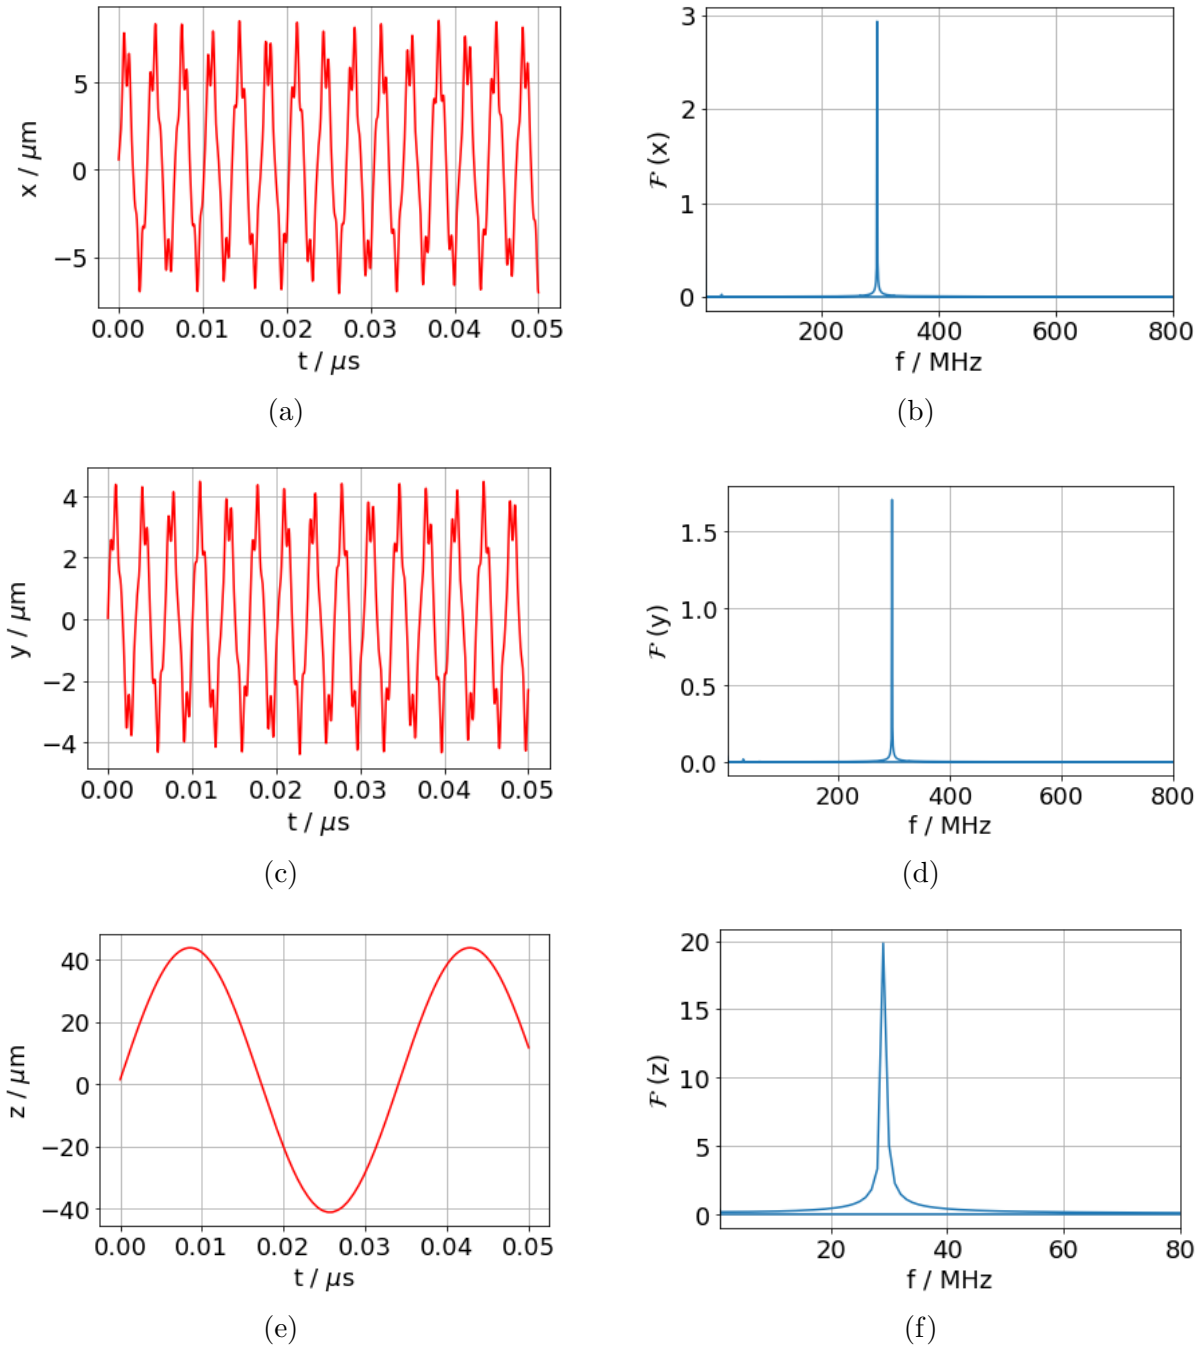 5
0
−5
x / μm
0.00 0.01 0.02 0.03 0.04 0.05
t / μs
(a)
3
2
1
0
𝓕 (x)
200 400 600 800
f / MHz
(b)
4
2
0
−2
−4
y / μm
0.00 0.01 0.02 0.03 0.04 0.05
t / μs
(c)
1.5
1.0
0.5
0.0
𝓕 (y)
200 400 600 800
f / MHz
(d)
40
20
0
−20
−40
z / μm
0.00 0.01 0.02 0.03 0.04 0.05
t / μs
(e)
20
15
10
5
0
𝓕 (z)
20 40 60 80
f / MHz
(f)